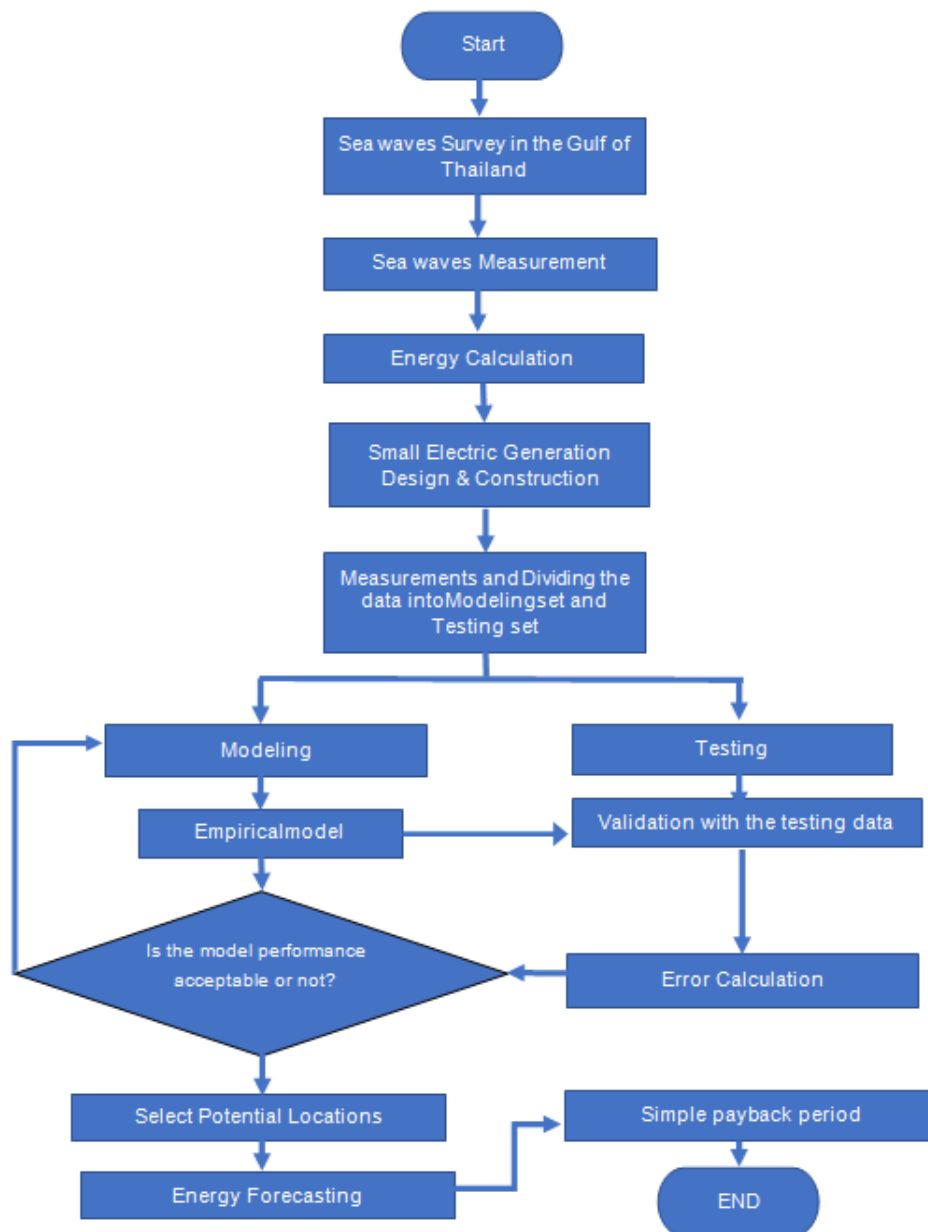 Start
Sea waves Survey in the Gulf of
Thailand
Sea waves Measurement
Energy Calculation
Small Electric Generation
Design & Construction
Measurements and Dividing the
data intoModelingset and
Testing set
Modeling
Testing
Empiricalmodel
Validation with the testing data
Is the model performance
acceptable or not?
Error Calculation
Select Potential Locations
Simple payback period
Energy Forecasting
END